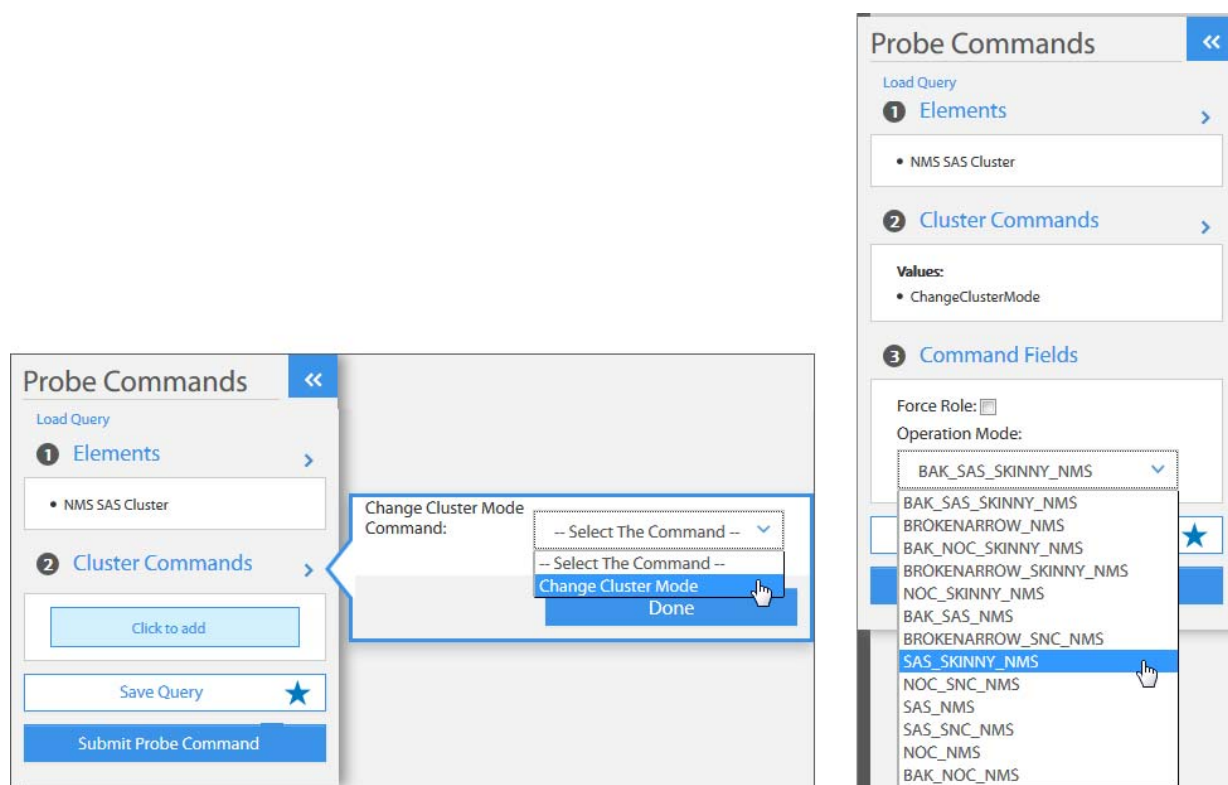 Probe Commands
Load Query
1 Elements
• NMS SAS Cluster
2 Cluster Commands
Click to add
Save Query
Submit Probe Command
Change Cluster Mode
Command:
-- Select The Command --
-- Select The Command --
Change Cluster Mode
Done
Probe Commands
Load Query
1 Elements
• NMS SAS Cluster
2 Cluster Commands
Values:
• ChangeClusterMode
3 Command Fields
Force Role:
Operation Mode:
BAK_SAS_SKINNY_NMS
BAK_SAS_SKINNY_NMS
BROKENARROW_NMS
BAK_NOC_SKINNY_NMS
BROKENARROW_SKINNY_NMS
NOC_SKINNY_NMS
BAK_SAS_NMS
BROKENARROW_SNC_NMS
SAS_SKINNY_NMS
NOC_SNC_NMS
SAS_NMS
SAS_SNC_NMS
NOC_NMS
BAK_NOC_NMS